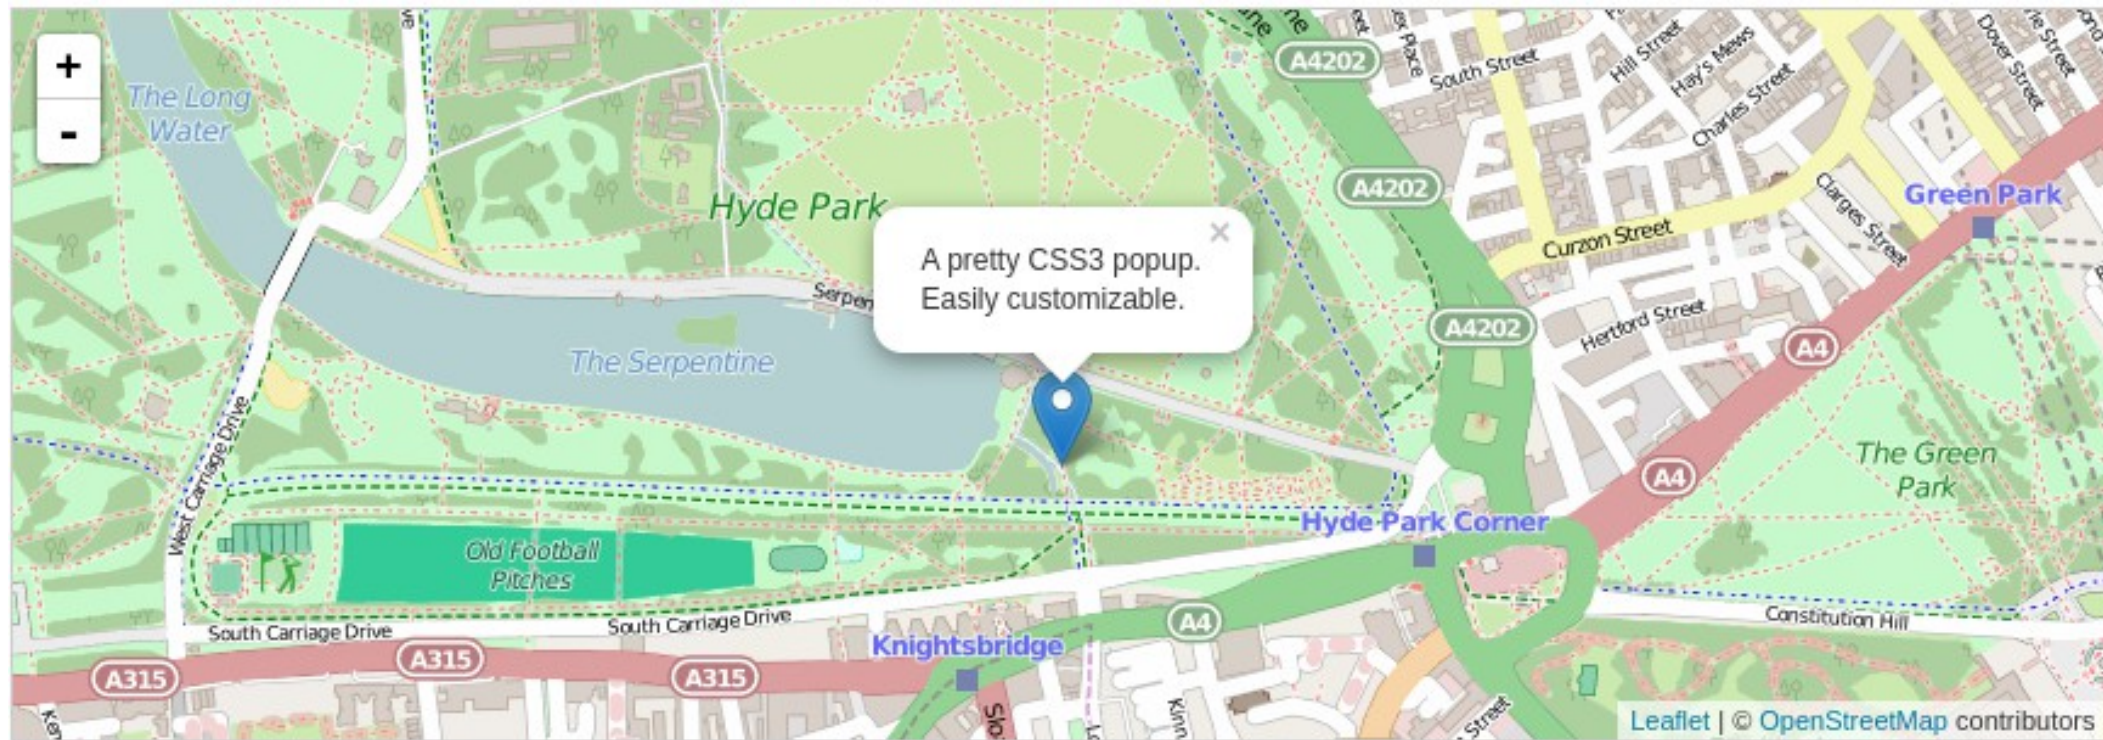 +
-
The Long
Water
Hyde Park
A pretty CSS3 popup.
Easily customizable.
×
The Serpentine
Serpen
West Carriage Drive
Old Football
Pitches
South Carriage Drive
South Carriage Drive
A315
A315
A315
Knightsbridge
A4
Hyde Park Corner
A4202
A4202
A4202
South Street
Hill Street
Hay's Mews
Charles Street
Dover Street
Clarges Street
Curzon Street
Hertford Street
Green Park
A4
A4
The Green
Park
Constitution Hill
Street
Leaflet | © OpenStreetMap contributors